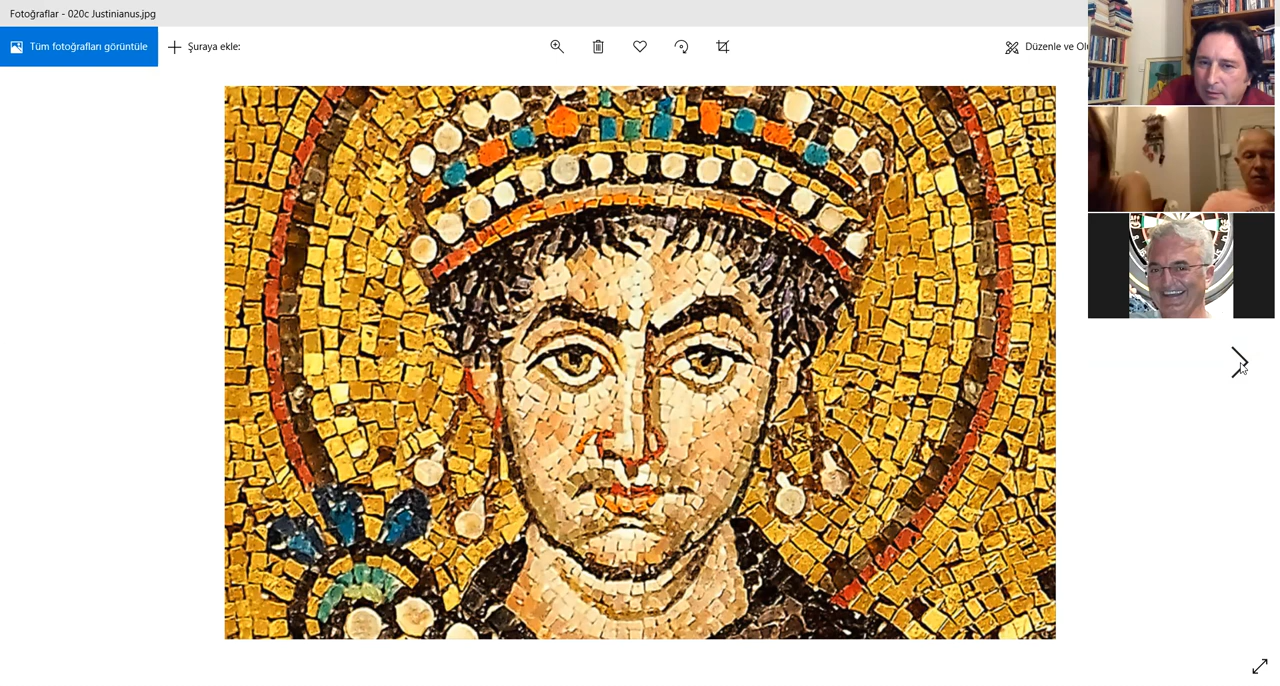 Fotoğraflar - 020c Justinianus.jpg
Tüm fotoğrafları görüntüle
Şuraya ekle:
Düzenle ve Ol